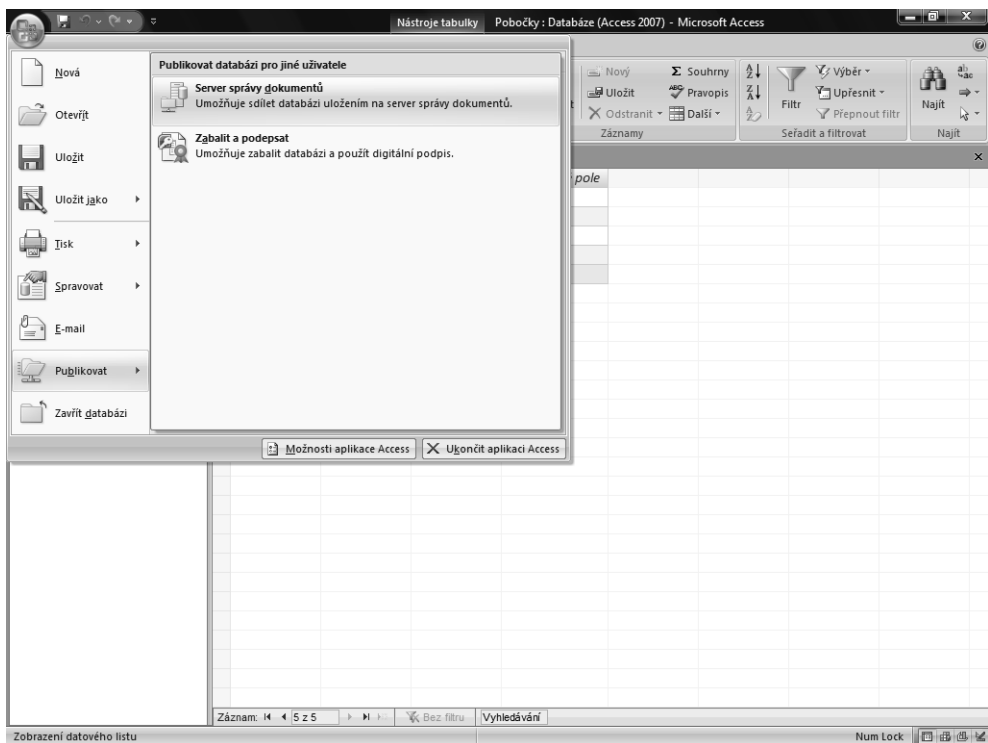 Nástroje tabulky Pobočky : Databáze (Access 2007) - Microsoft Access
Nová
Otevřít
Uložit
Uložit jako
Tisk
Spravovat
E-mail
Publikovat
Zavřít databázi
Publikovat databázi pro jiné uživatele
Server správy dokumentů
Umožňuje sdílet databázi uložením na server správy dokumentů.
Zabalit a podepsat
Umožňuje zabalit databázi a použít digitální podpis.
Možnosti aplikace Access
Ukončit aplikaci Access
Nový
Uložit
Odstranit
Souhrny
Pravopis
Další
Záznamy
Filtr
Výběr
Upřesnit
Přepnout filtr
Seřadit a filtrovat
Najít
Najít
pole
Záznam: 5 z 5 Bez filtru Vyhledávání
Zobrazení datového listu Num Lock